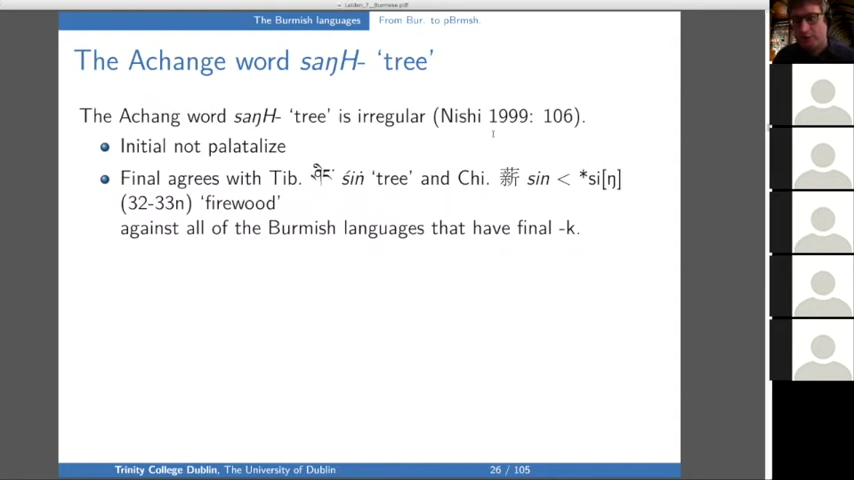 Leiden_7__Burmese.pdf
The Burmish languages From Bur. to pBrmsh.
The Achange word saŋH- ‘tree’
The Achang word saŋH- ‘tree’ is irregular (Nishi 1999: 106).
Initial not palatalize
Final agrees with Tib. ཤིང་ śiṅ ‘tree’ and Chi. 薪 sin < *si[ŋ]
(32-33n) ‘firewood’
against all of the Burmish languages that have final -k.
Trinity College Dublin, The University of Dublin 26 / 105